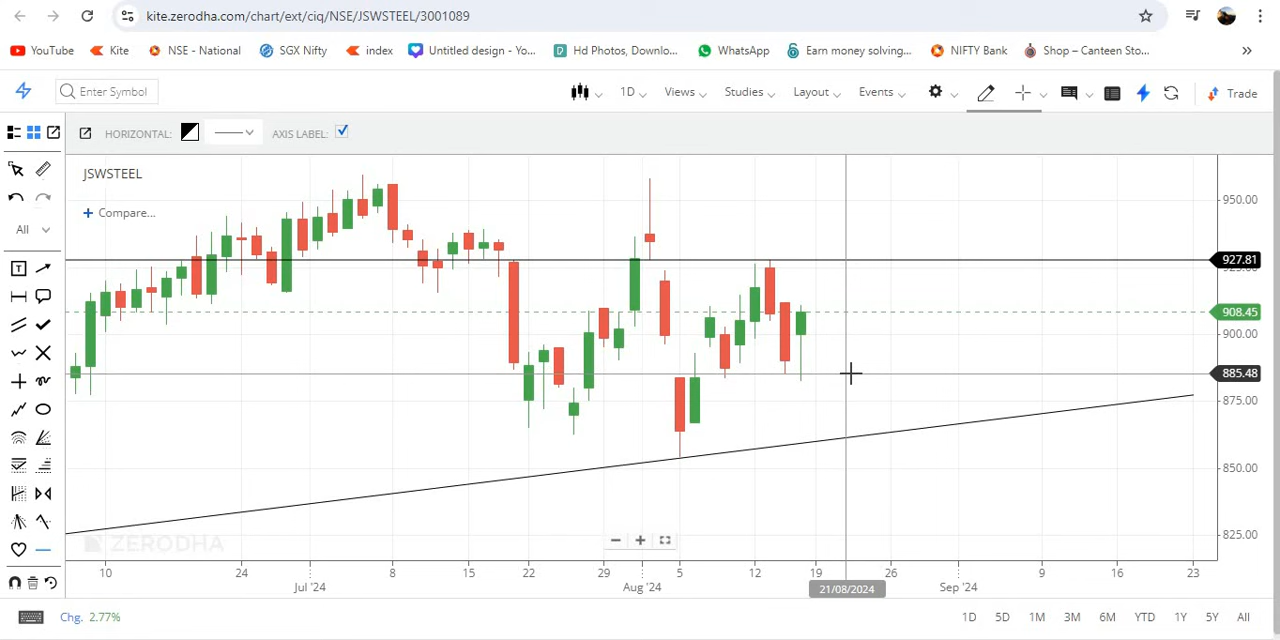 kite.zerodha.com/chart/ext/ciq/NSE/JSWSTEEL/3001089
YouTube Kite NSE - National SGX Nifty index Untitled design - Yo... Hd Photos, Downlo... WhatsApp Earn money solving... NIFTY Bank Shop – Canteen Sto... »
Enter Symbol 1D Views Studies Layout Events Trade
HORIZONTAL: AXIS LABEL:
JSWSTEEL
+ Compare...
All
T
950.00
927.81
925.00
908.45
900.00
885.48
875.00
850.00
825.00
ZERODHA
10 24 8 15 22 29 5 12 19 26 9 16 23
Jul '24 Aug '24 21/08/2024 Sep '24
Chg. 2.77% 1D 5D 1M 3M 6M YTD 1Y 5Y All